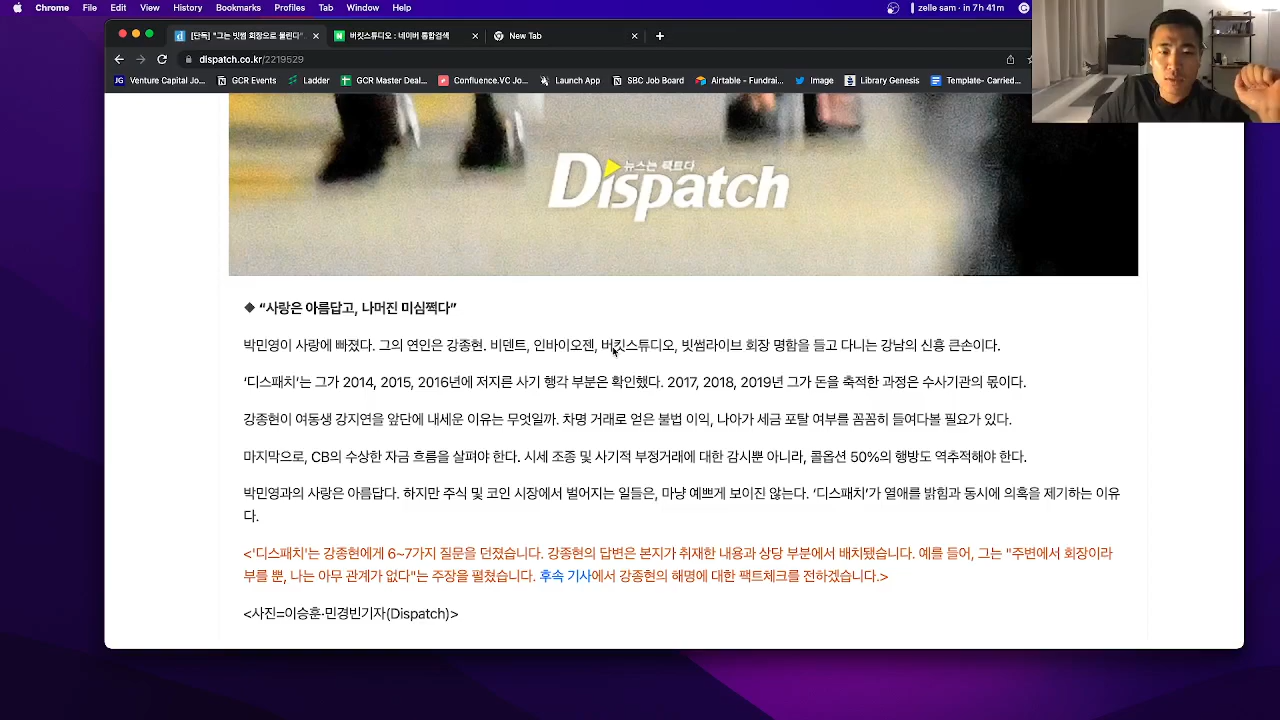 Chrome File Edit View History Bookmarks Profiles Tab Window Help zelle sam · in 7h 41m
[단독] "그는 빗썸 회장으로 불린다" 버킷스튜디오 : 네이버 통합검색 New Tab
dispatch.co.kr/2219529
Venture Capital Jo... GCR Events Ladder GCR Master Deal... Confluence.VC Jo... Launch App SBC Job Board Airtable - Fundrai... Image Library Genesis Template- Carried...
뉴스는 팩트다
Dispatch
◆ “사랑은 아름답고, 나머진 미심쩍다”
박민영이 사랑에 빠졌다. 그의 연인은 강종현. 비덴트, 인바이오젠, 버킷스튜디오, 빗썸라이브 회장 명함을 들고 다니는 강남의 신흥 큰손이다.
‘디스패치’는 그가 2014, 2015, 2016년에 저지른 사기 행각 부분은 확인했다. 2017, 2018, 2019년 그가 돈을 축적한 과정은 수사기관의 몫이다.
강종현이 여동생 강지연을 앞단에 내세운 이유는 무엇일까. 차명 거래로 얻은 불법 이익, 나아가 세금 포탈 여부를 꼼꼼히 들여다볼 필요가 있다.
마지막으로, CB의 수상한 자금 흐름을 살펴야 한다. 시세 조종 및 사기적 부정거래에 대한 감시뿐 아니라, 콜옵션 50%의 행방도 역추적해야 한다.
박민영과의 사랑은 아름답다. 하지만 주식 및 코인 시장에서 벌어지는 일들은, 마냥 예쁘게 보이진 않는다. ‘디스패치’가 열애를 밝힘과 동시에 의혹을 제기하는 이유
다.
<'디스패치'는 강종현에게 6~7가지 질문을 던졌습니다. 강종현의 답변은 본지가 취재한 내용과 상당 부분에서 배치됐습니다. 예를 들어, 그는 "주변에서 회장이라
부를 뿐, 나는 아무 관계가 없다"는 주장을 펼쳤습니다. 후속 기사에서 강종현의 해명에 대한 팩트체크를 전하겠습니다.>
<사진=이승훈·민경빈기자(Dispatch)>